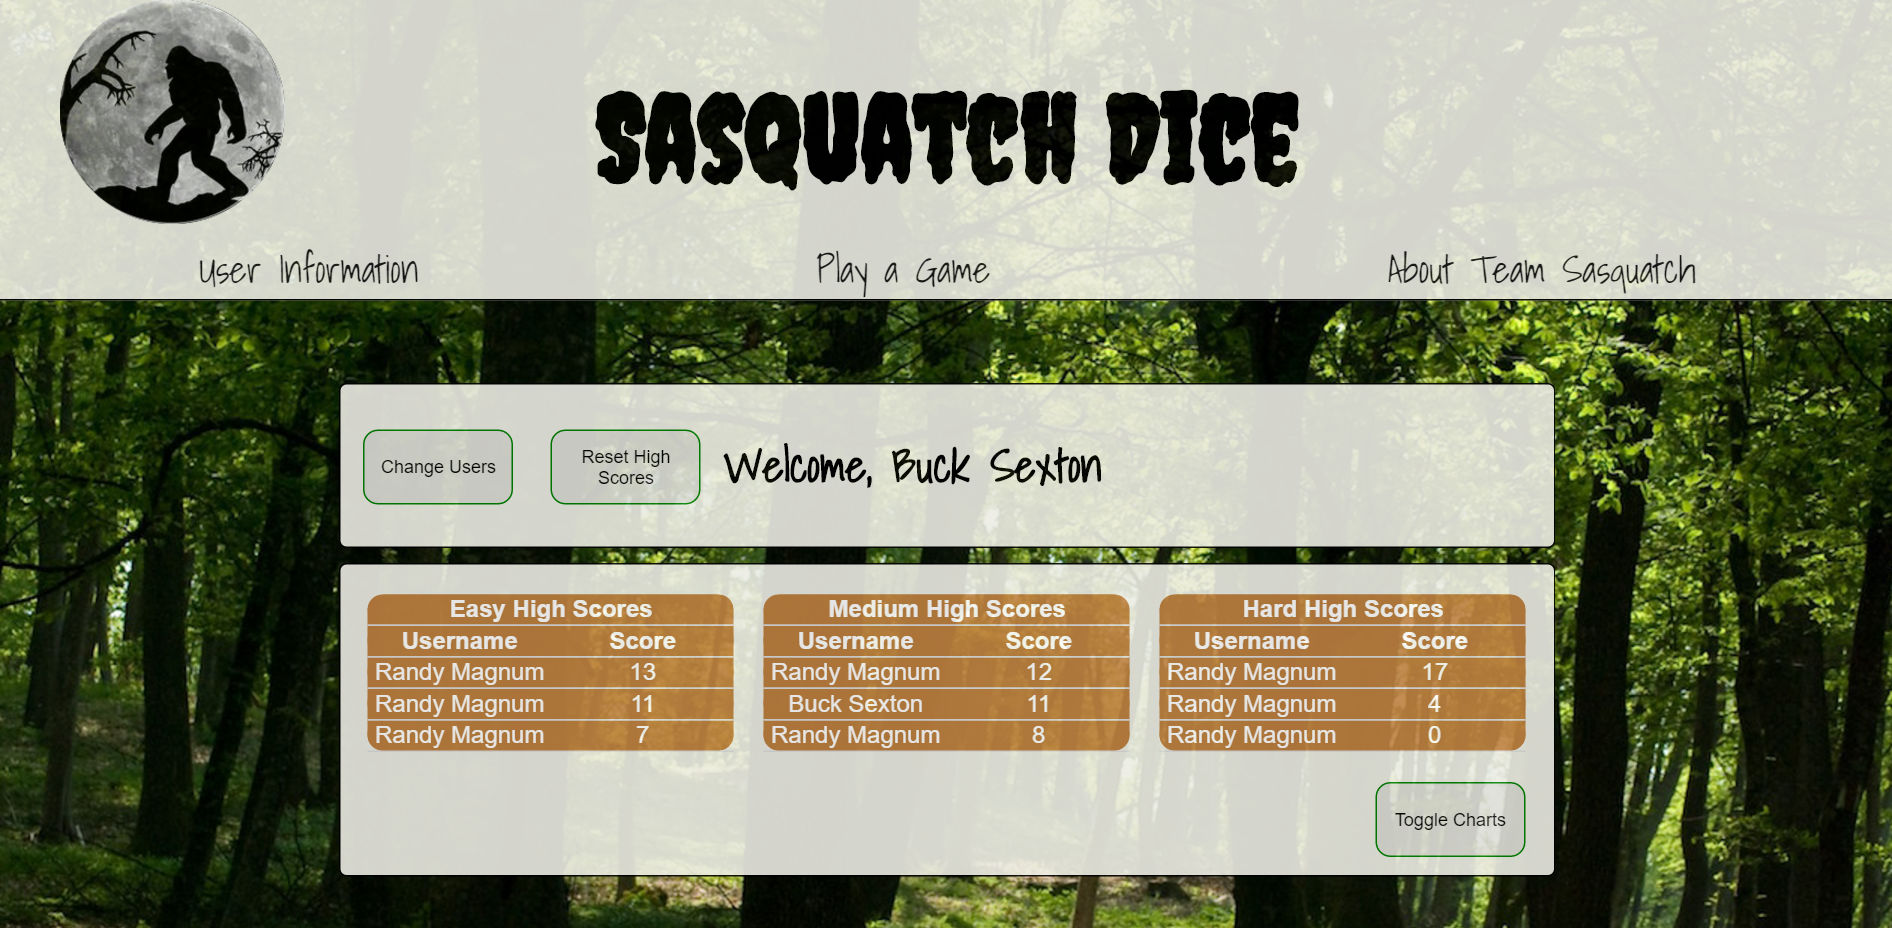 SASQUATCH DICE
User Information
Play a Game
About Team Sasquatch
Change Users
Reset High
Scores
Welcome, Buck Sexton
Easy High Scores
Username Score
Randy Magnum 13
Randy Magnum 11
Randy Magnum 7
Medium High Scores
Username Score
Randy Magnum 12
Buck Sexton 11
Randy Magnum 8
Hard High Scores
Username Score
Randy Magnum 17
Randy Magnum 4
Randy Magnum 0
Toggle Charts